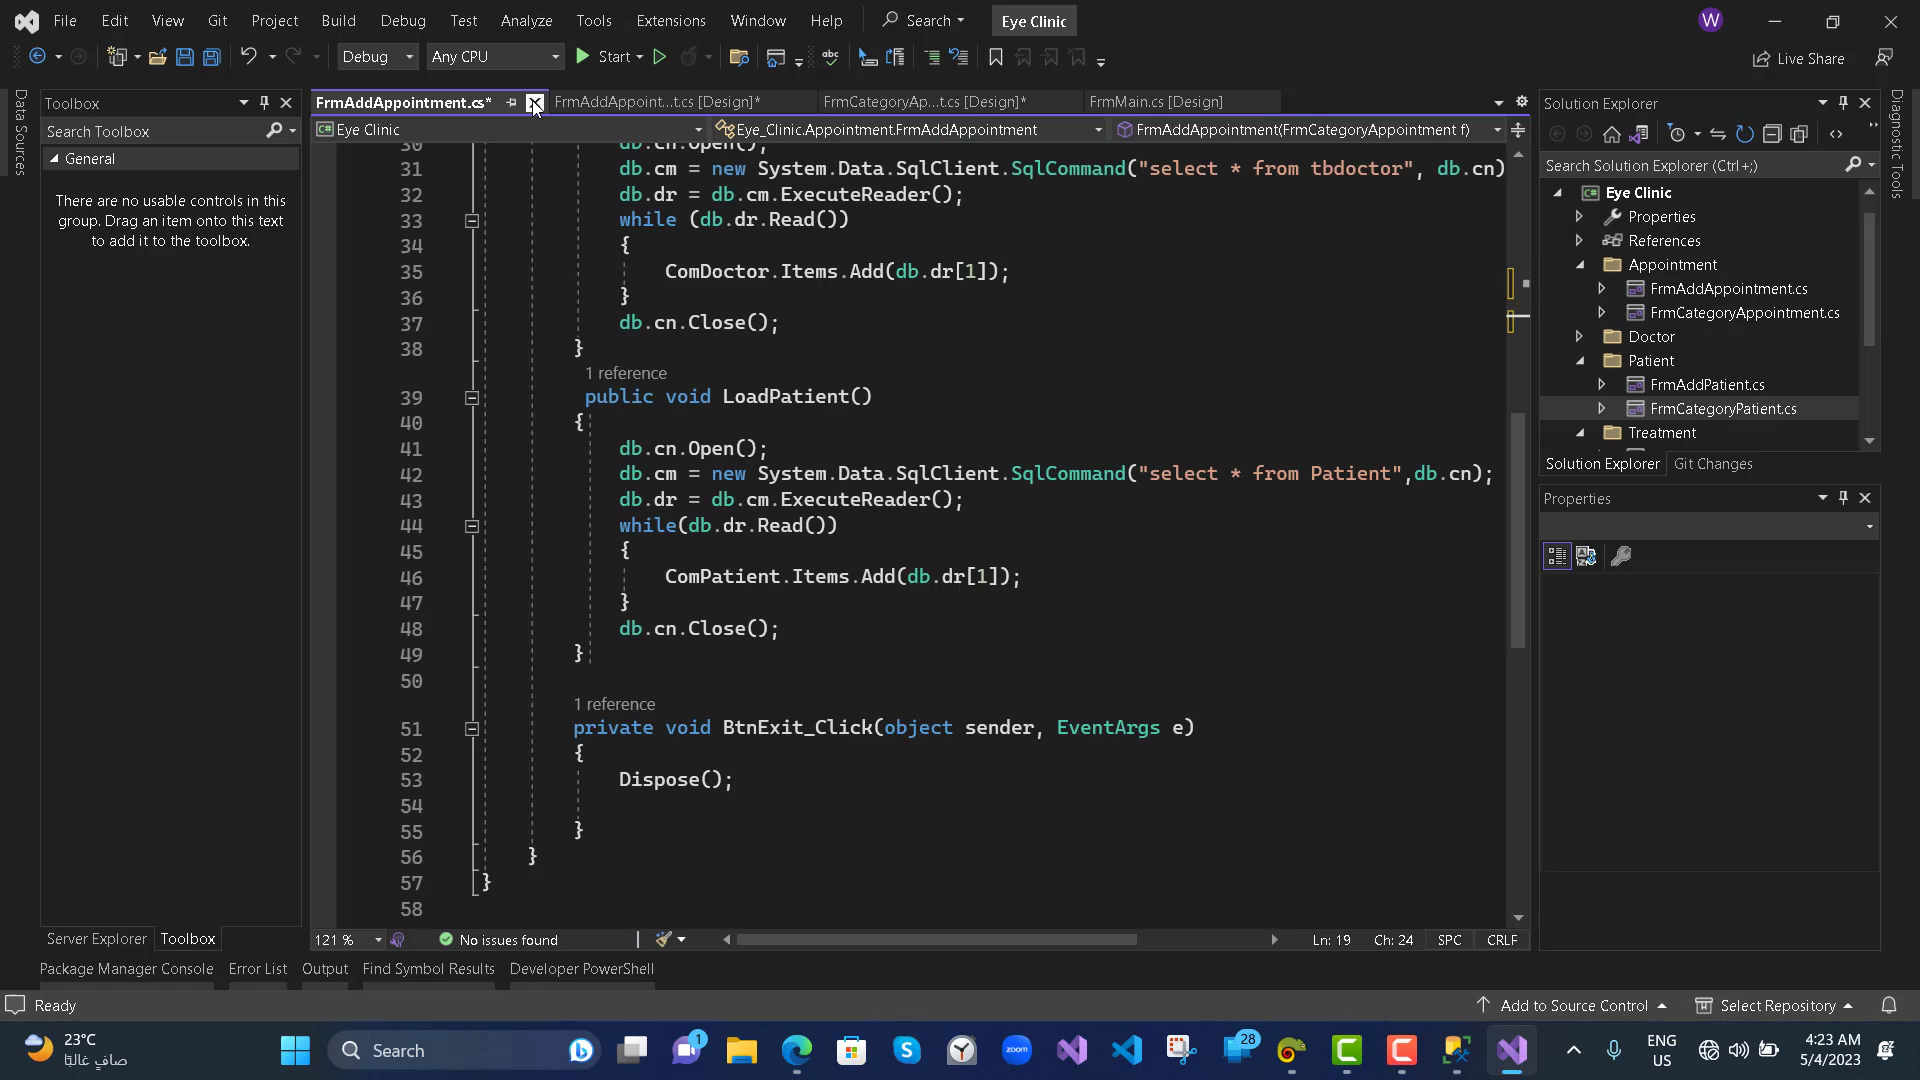 File Edit View Git Project Build Debug Test Analyze Tools Extensions Window Help Search Eye Clinic W
Debug Any CPU Start Live Share
Data Sources
Toolbox
Search Toolbox
General
There are no usable controls in this
group. Drag an item onto this text
to add it to the toolbox.
Server Explorer Toolbox
FrmAddAppointment.cs* FrmAddAppoint...t.cs [Design]* FrmCategoryAp...t.cs [Design]* FrmMain.cs [Design]
Eye Clinic Eye_Clinic.Appointment.FrmAddAppointment FrmAddAppointment(FrmCategoryAppointment f)
30 db.cn.Open();
31 db.cm = new System.Data.SqlClient.SqlCommand("select * from tbdoctor", db.cn)
32 db.dr = db.cm.ExecuteReader();
33 while (db.dr.Read())
34 {
35 ComDoctor.Items.Add(db.dr[1]);
36 }
37 db.cn.Close();
38 }
1 reference
39 public void LoadPatient()
40 {
41 db.cn.Open();
42 db.cm = new System.Data.SqlClient.SqlCommand("select * from Patient",db.cn);
43 db.dr = db.cm.ExecuteReader();
44 while(db.dr.Read())
45 {
46 ComPatient.Items.Add(db.dr[1]);
47 }
48 db.cn.Close();
49 }
50
1 reference
51 private void BtnExit_Click(object sender, EventArgs e)
52 {
53 Dispose();
54
55 }
56 }
57 }
58
121 % No issues found Ln: 19 Ch: 24 SPC CRLF
Solution Explorer
Search Solution Explorer (Ctrl+;)
Eye Clinic
Properties
References
Appointment
FrmAddAppointment.cs
FrmCategoryAppointment.cs
Doctor
Patient
FrmAddPatient.cs
FrmCategoryPatient.cs
Treatment
Solution Explorer Git Changes
Properties
Diagnostic Tools
Package Manager Console Error List Output Find Symbol Results Developer PowerShell
Ready Add to Source Control Select Repository
23°C
صافٍ غالبًا
Search 1 zoom 28
ENG
US
4:23 AM
5/4/2023